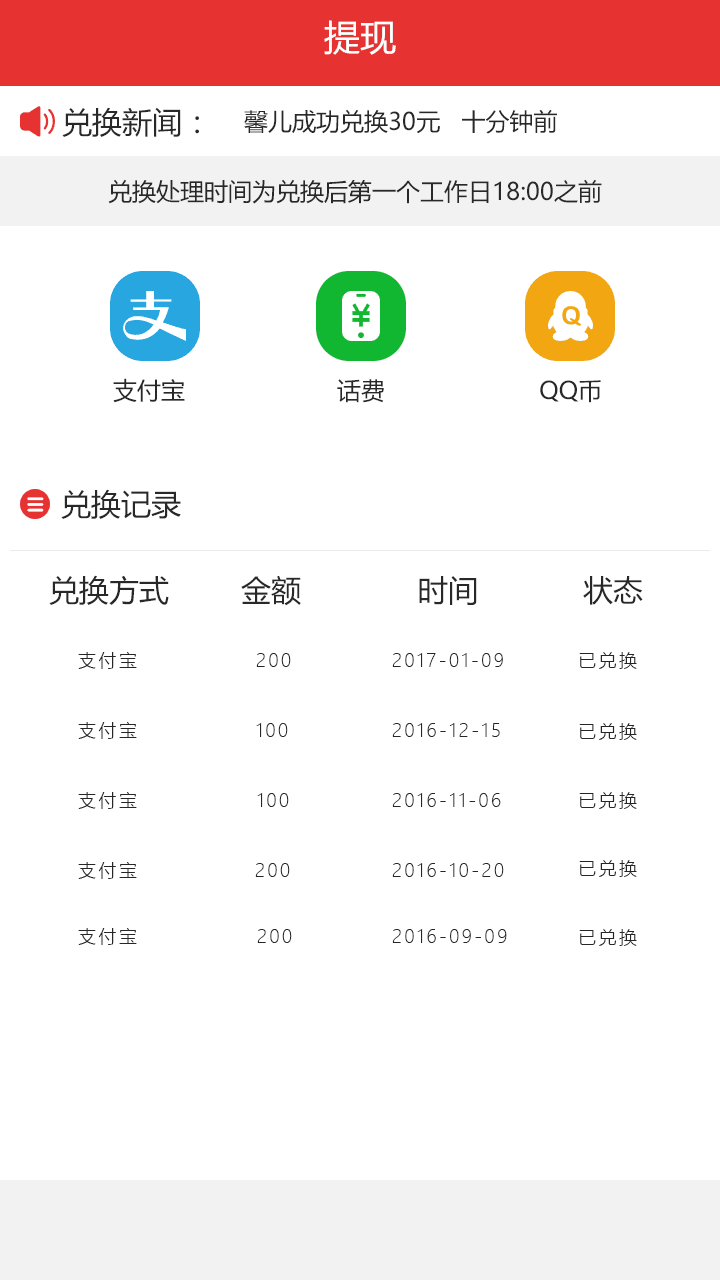 提现
兑换新闻： 馨儿成功兑换30元 十分钟前
兑换处理时间为兑换后第一个工作日18:00之前
支 ¥ Q
支付宝 话费 QQ币
兑换记录
兑换方式 金额 时间 状态
支付宝 200 2017-01-09 已兑换
支付宝 100 2016-12-15 已兑换
支付宝 100 2016-11-06 已兑换
支付宝 200 2016-10-20 已兑换
支付宝 200 2016-09-09 已兑换